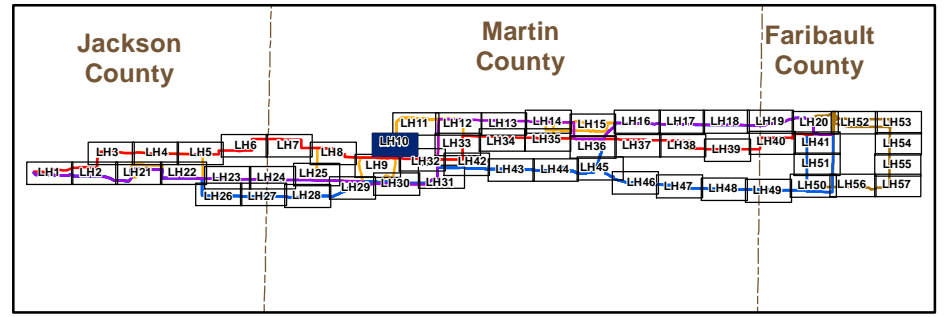 Jackson
County
Martin
County
Faribault
County
LH11
LH12
LH13
LH14
LH15
LH16
LH17
LH18
LH19
LH20
LH52
LH53
LH6
LH7
LH10
LH33
LH34
LH35
LH36
LH37
LH38
LH39
LH40
LH41
LH54
LH3
LH4
LH5
LH8
LH9
LH32
LH42
LH51
LH55
LH1
LH2
LH21
LH22
LH23
LH24
LH25
LH29
LH30
LH31
LH43
LH44
LH45
LH46
LH47
LH48
LH49
LH50
LH56
LH57
LH26
LH27
LH28